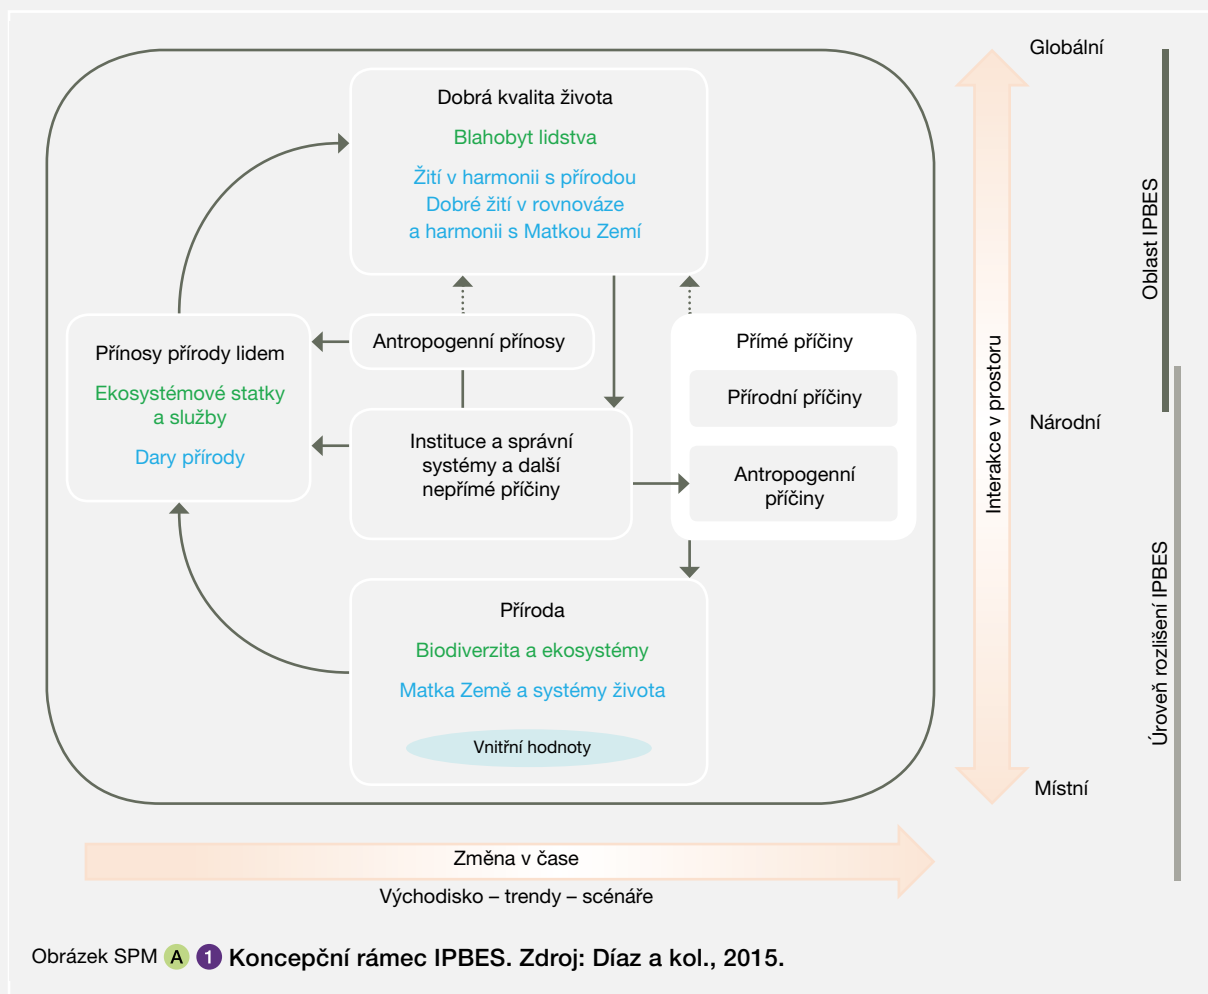 Globální
Dobrá kvalita života
Blahobyt lidstva
Žití v harmonii s přírodou
Dobré žití v rovnováze
a harmonii s Matkou Zemí
Oblast IPBES
Přínosy přírody lidem
Ekosystémové statky
a služby
Dary přírody
Antropogenní přínosy
Instituce a správní
systémy a další
nepřímé příčiny
Přímé příčiny
Přírodní příčiny
Antropogenní
příčiny
Interakce v prostoru
Národní
Úroveň rozlišení IPBES
Příroda
Biodiverzita a ekosystémy
Matka Země a systémy života
Vnitřní hodnoty
Místní
Změna v čase
Východisko – trendy – scénáře
Obrázek SPM A 1 Koncepční rámec IPBES. Zdroj: Díaz a kol., 2015.